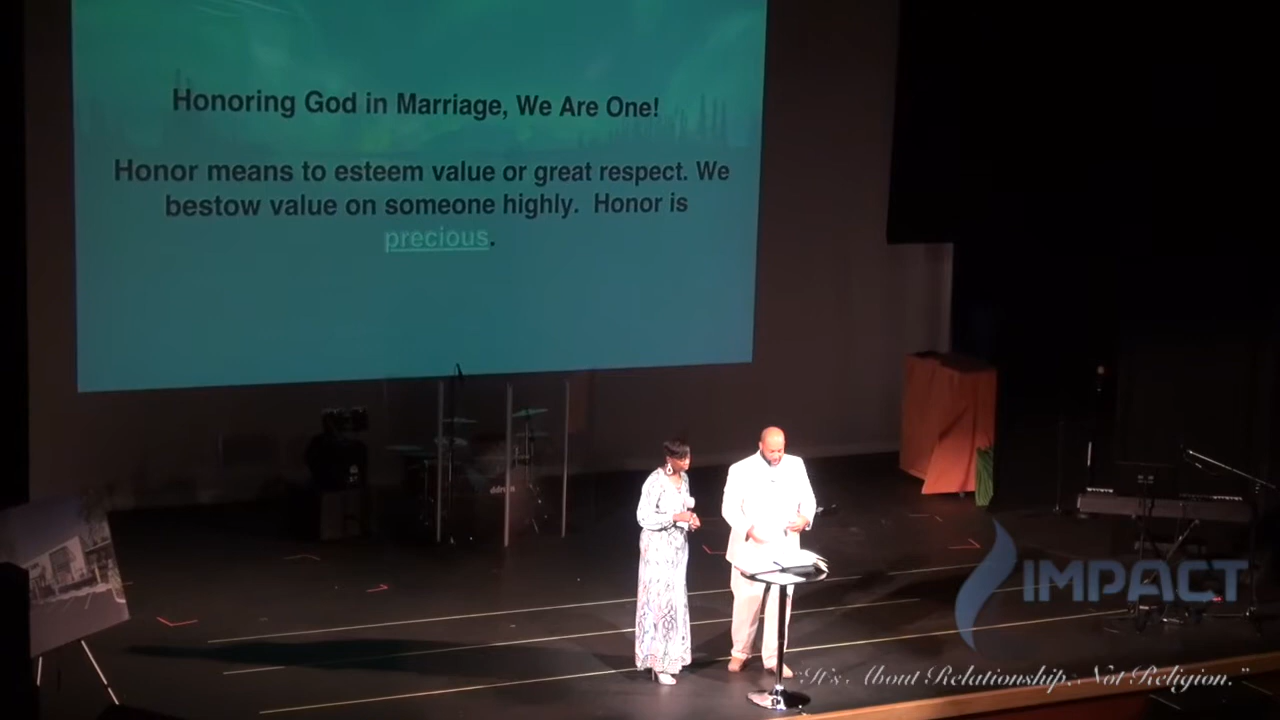 Honoring God in Marriage, We Are One!
Honor means to esteem value or great respect. We
bestow value on someone highly.  Honor is
precious.
ddrum
IMPACT
"It's About Relationship, Not Religion."